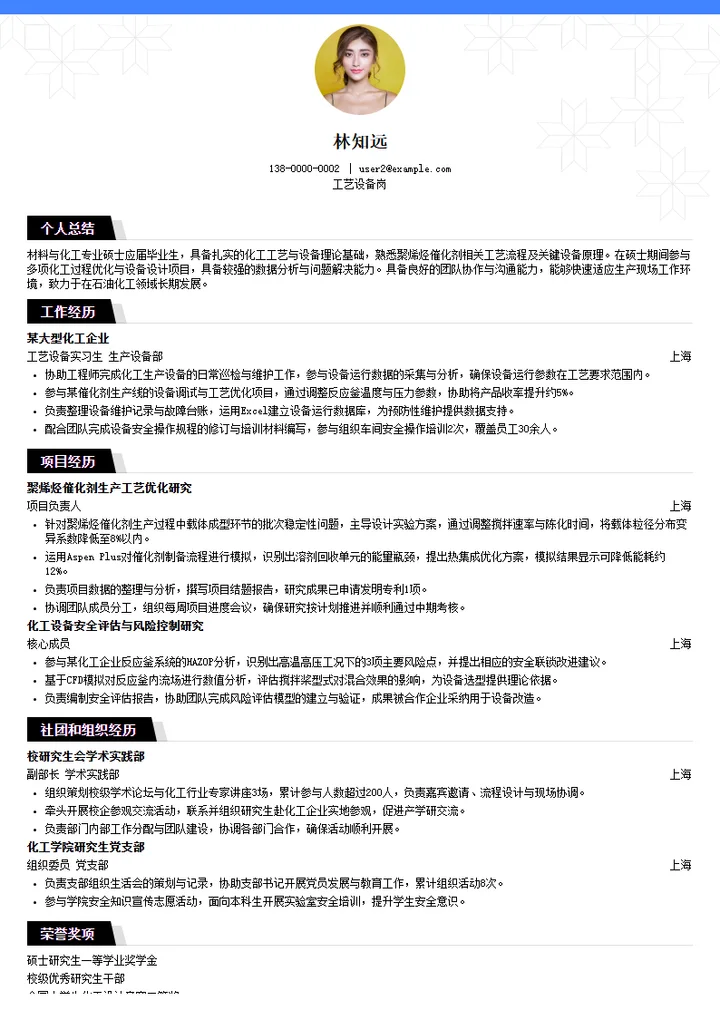 林知远
138-0000-0002 | user2@example.com
工艺设备岗
个人总结
材料与化工专业硕士应届毕业生，具备扎实的化工工艺与设备理论基础，熟悉聚烯烃催化剂相关工艺流程及关键设备原理。在硕士期间参与
多项化工过程优化与设备设计项目，具备较强的数据分析与问题解决能力。具备良好的团队协作与沟通能力，能够快速适应生产现场工作环
境，致力于在石油化工领域长期发展。
工作经历
某大型化工企业
工艺设备实习生 生产设备部 上海
• 协助工程师完成化工生产设备的日常巡检与维护工作，参与设备运行数据的采集与分析，确保设备运行参数在工艺要求范围内。
• 参与某催化剂生产线的设备调试与工艺优化项目，通过调整反应釜温度与压力参数，协助将产品收率提升约5%。
• 负责整理设备维护记录与故障台账，运用Excel建立设备运行数据库，为预防性维护提供数据支持。
• 配合团队完成设备安全操作规程的修订与培训材料编写，参与组织车间安全操作培训2次，覆盖员工30余人。
项目经历
聚烯烃催化剂生产工艺优化研究
项目负责人 上海
• 针对聚烯烃催化剂生产过程中载体成型环节的批次稳定性问题，主导设计实验方案，通过调整搅拌速率与陈化时间，将载体粒径分布变
异系数降低至8%以内。
• 运用Aspen Plus对催化剂制备流程进行模拟，识别出溶剂回收单元的能量瓶颈，提出热集成优化方案，模拟结果显示可降低能耗约
12%。
• 负责项目数据的整理与分析，撰写项目结题报告，研究成果已申请发明专利1项。
• 协调团队成员分工，组织每周项目进度会议，确保研究按计划推进并顺利通过中期考核。
化工设备安全评估与风险控制研究
核心成员 上海
• 参与某化工企业反应釜系统的HAZOP分析，识别出高温高压工况下的3项主要风险点，并提出相应的安全联锁改进建议。
• 基于CFD模拟对反应釜内流场进行数值分析，评估搅拌桨型式对混合效果的影响，为设备选型提供理论依据。
• 负责编制安全评估报告，协助团队完成风险评估模型的建立与验证，成果被合作企业采纳用于设备改造。
社团和组织经历
校研究生会学术实践部
副部长 学术实践部 上海
• 组织策划校级学术论坛与化工行业专家讲座3场，累计参与人数超过200人，负责嘉宾邀请、流程设计与现场协调。
• 牵头开展校企参观交流活动，联系并组织研究生赴化工企业实地参观，促进产学研交流。
• 负责部门内部工作分配与团队建设，协调各部门合作，确保活动顺利开展。
化工学院研究生党支部
组织委员 党支部 上海
• 负责支部组织生活会的策划与记录，协助支部书记开展党员发展与教育工作，累计组织活动8次。
• 参与学院安全知识宣传志愿活动，面向本科生开展实验室安全培训，提升学生安全意识。
荣誉奖项
硕士研究生一等学业奖学金
校级优秀研究生干部